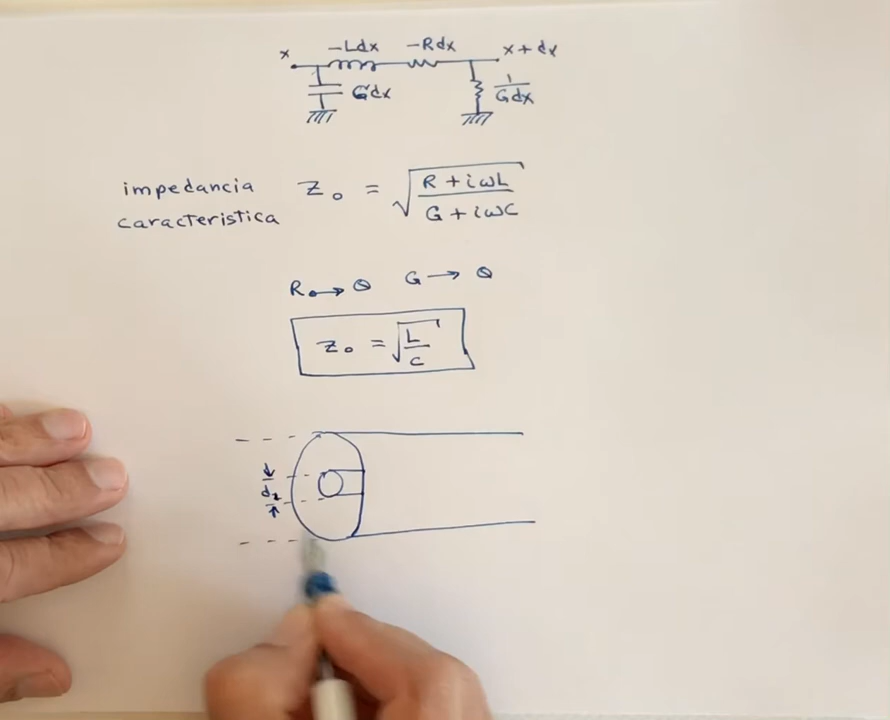 x -Ldx -Rdx x+dx
Cdx 1/Gdx
impedancia Z₀ = √(R+iωL / G+iωC)
caracteristica
R → 0 G → 0
Z₀ = √(L/C)
d₂